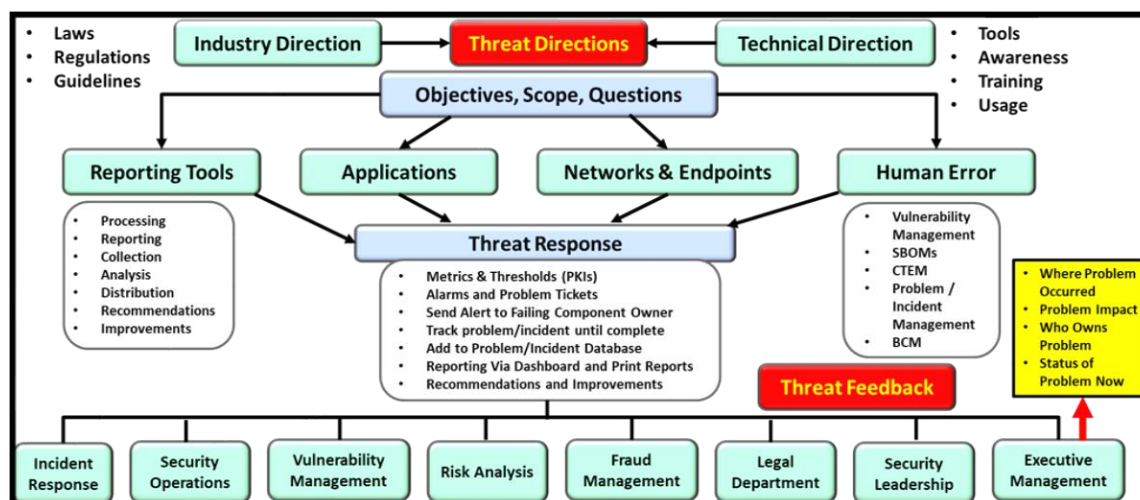 • Laws
• Regulations
• Guidelines
Industry Direction
Threat Directions
Technical Direction
• Tools
• Awareness
• Training
• Usage
Objectives, Scope, Questions
Reporting Tools
Applications
Networks & Endpoints
Human Error
• Processing
• Reporting
• Collection
• Analysis
• Distribution
• Recommendations
• Improvements
Threat Response
• Metrics & Thresholds (PKIs)
• Alarms and Problem Tickets
• Send Alert to Failing Component Owner
• Track problem/incident until complete
• Add to Problem/Incident Database
• Reporting Via Dashboard and Print Reports
• Recommendations and Improvements
• Vulnerability
Management
• SBOMs
• CTEM
• Problem /
Incident
Management
• BCM
• Where Problem
Occurred
• Problem Impact
• Who Owns
Problem
• Status of
Problem Now
Threat Feedback
Incident
Response
Security
Operations
Vulnerability
Management
Risk Analysis
Fraud
Management
Legal
Department
Security
Leadership
Executive
Management